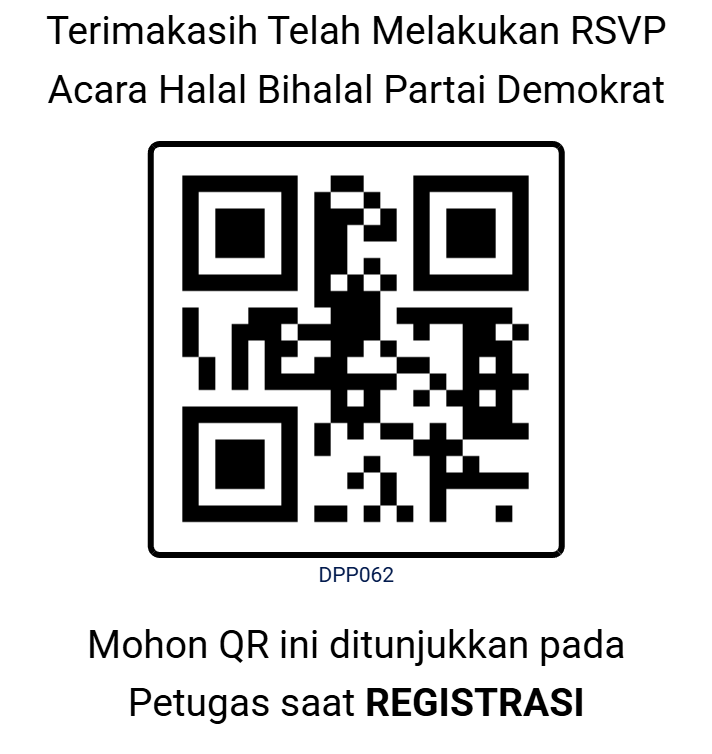 Terimakasih Telah Melakukan RSVP
Acara Halal Bihalal Partai Demokrat
DPP062
Mohon QR ini ditunjukkan pada
Petugas saat REGISTRASI